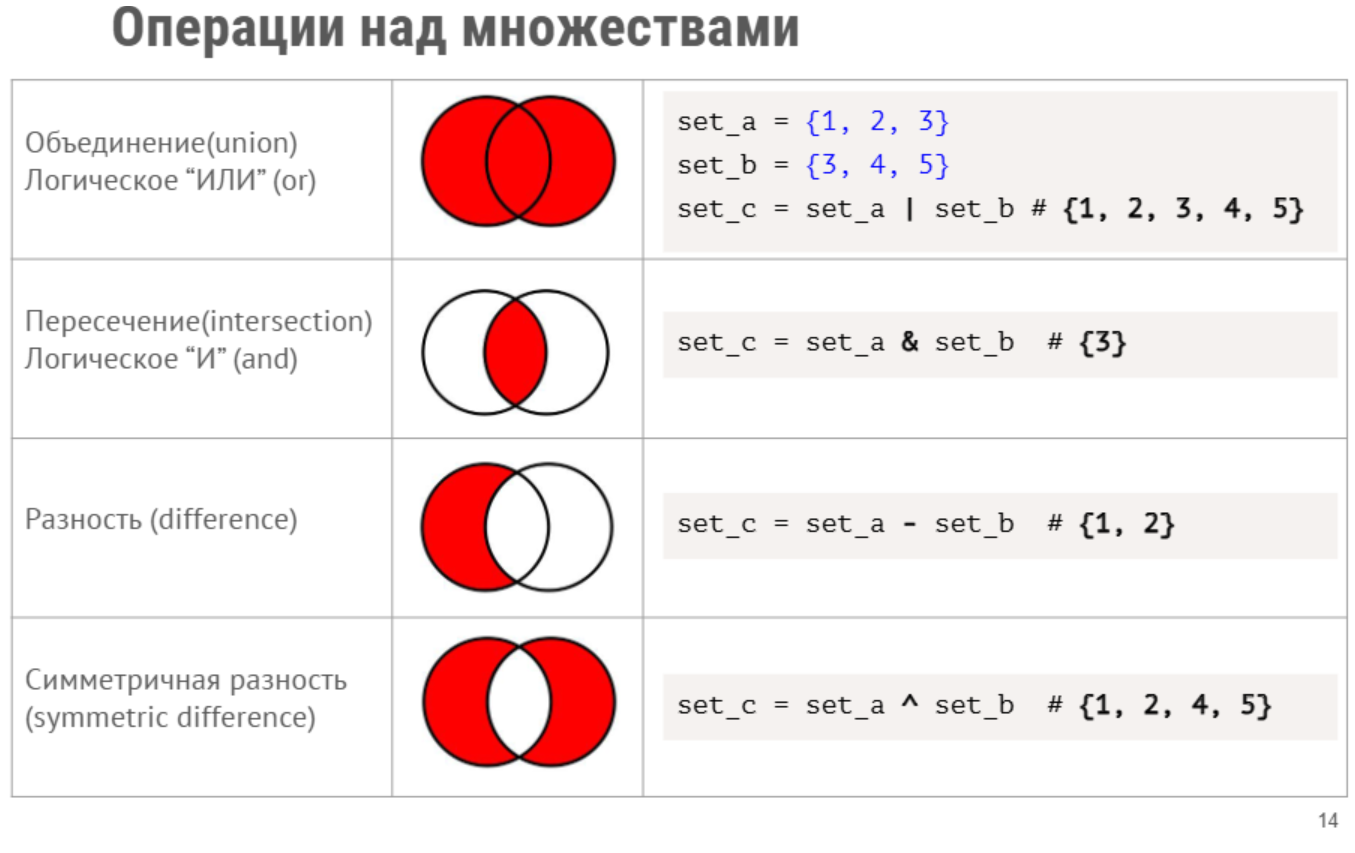 Операции над множествами
Объединение(union)
Логическое “ИЛИ” (or)
set_a = {1, 2, 3}
set_b = {3, 4, 5}
set_c = set_a | set_b # {1, 2, 3, 4, 5}
Пересечение(intersection)
Логическое “И” (and)
set_c = set_a & set_b  # {3}
Разность (difference)
set_c = set_a - set_b  # {1, 2}
Симметричная разность
(symmetric difference)
set_c = set_a ^ set_b  # {1, 2, 4, 5}
14